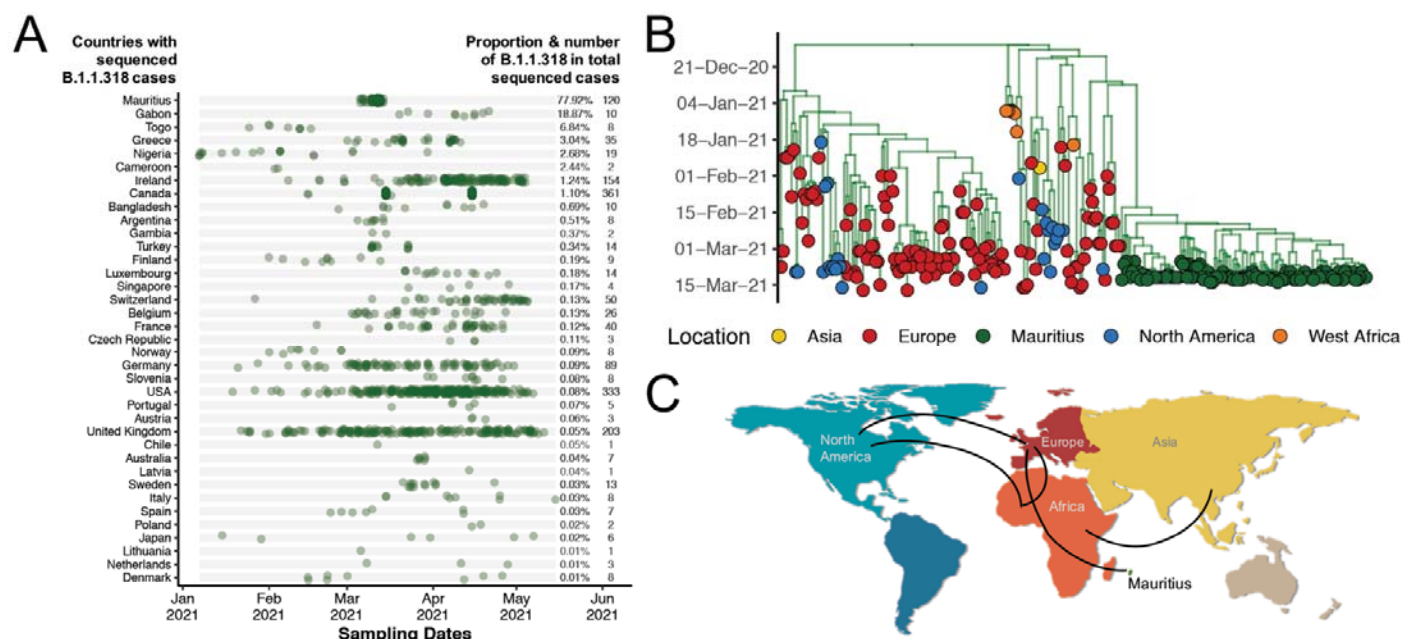 A
Countries with
sequenced
B.1.1.318 cases
Proportion & number
of B.1.1.318 in total
sequenced cases
Mauritius 77.92% 120
Gabon 18.87% 10
Togo 6.84% 8
Greece 3.04% 35
Nigeria 2.68% 19
Cameroon 2.44% 2
Ireland 1.24% 154
Canada 1.10% 361
Bangladesh 0.69% 10
Argentina 0.51% 8
Gambia 0.37% 2
Turkey 0.34% 14
Finland 0.19% 9
Luxembourg 0.18% 14
Singapore 0.17% 4
Switzerland 0.13% 50
Belgium 0.13% 26
France 0.12% 40
Czech Republic 0.11% 3
Norway 0.09% 8
Germany 0.09% 89
Slovenia 0.08% 8
USA 0.08% 333
Portugal 0.07% 5
Austria 0.06% 3
United Kingdom 0.05% 203
Chile 0.05% 1
Australia 0.04% 7
Latvia 0.04% 1
Sweden 0.03% 13
Italy 0.03% 8
Spain 0.03% 7
Poland 0.02% 2
Japan 0.02% 6
Lithuania 0.01% 1
Netherlands 0.01% 3
Denmark 0.01% 8
Jan Feb Mar Apr May Jun
2021 2021 2021 2021 2021 2021
Sampling Dates
B
21-Dec-20
04-Jan-21
18-Jan-21
01-Feb-21
15-Feb-21
01-Mar-21
15-Mar-21
Location Asia Europe Mauritius North America West Africa
C
North
America
Europe
Asia
Africa
Mauritius